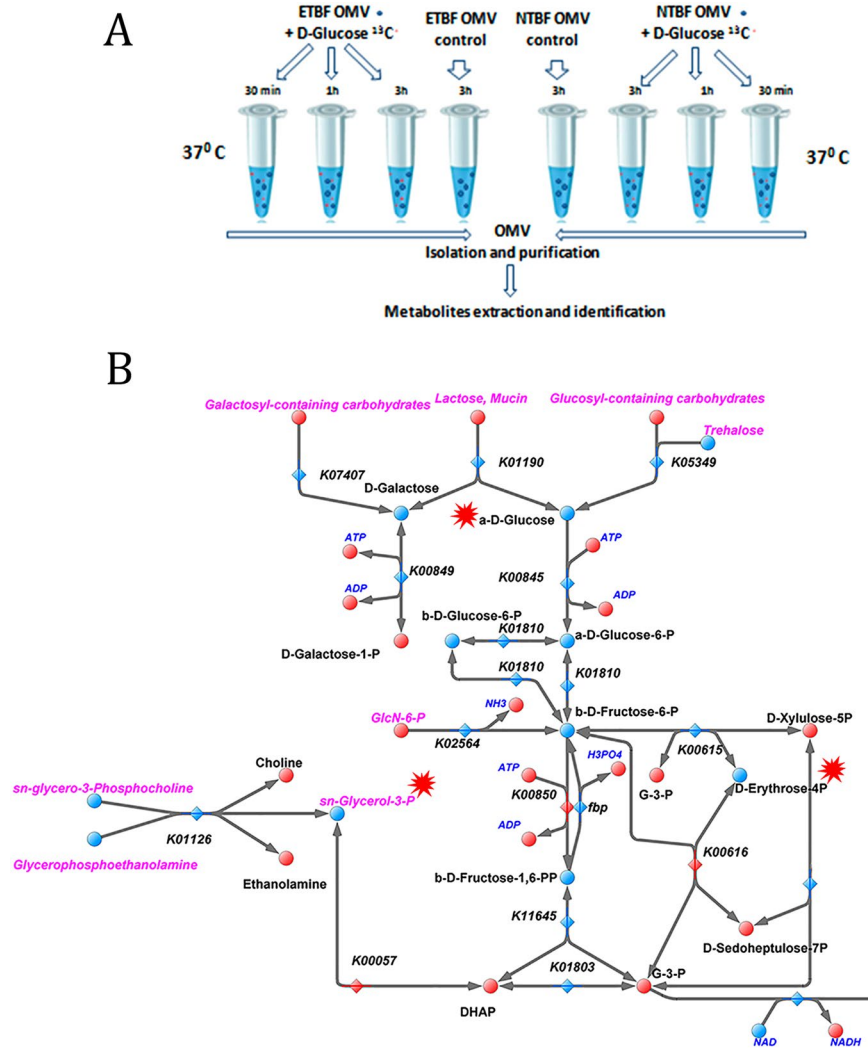 A
ETBF OMV
+ D-Glucose ¹³C
ETBF OMV
control
NTBF OMV
control
NTBF OMV
+ D-Glucose ¹³C
30 min
1h
3h
3h
3h
3h
1h
30 min
37⁰ C
37⁰ C
OMV
Isolation and purification
Metabolites extraction and identification
B
Galactosyl-containing carbohydrates
Lactose, Mucin
Glucosyl-containing carbohydrates
Trehalose
K07407
K01190
K05349
D-Galactose
a-D-Glucose
ATP
ATP
K00849
K00845
ADP
ADP
b-D-Glucose-6-P
K01810
a-D-Glucose-6-P
D-Galactose-1-P
K01810
K01810
NH3
b-D-Fructose-6-P
GlcN-6-P
D-Xylulose-5P
K02564
K00615
H3PO4
Choline
ATP
G-3-P
D-Erythrose-4P
sn-glycero-3-Phosphocholine
sn-Glycerol-3-P
K00850
fbp
K01126
ADP
K00616
Glycerophosphoethanolamine
Ethanolamine
b-D-Fructose-1,6-PP
K11645
D-Sedoheptulose-7P
K00057
K01803
G-3-P
DHAP
NAD
NADH